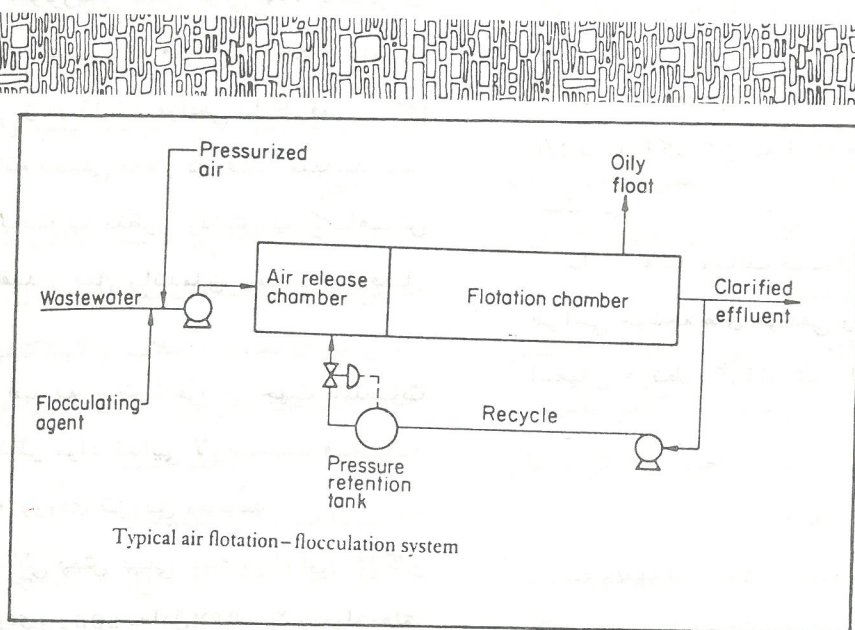 Pressurized
air
Oily
float
Air release
chamber
Flotation chamber
Clarified
effluent
Wastewater
Flocculating
agent
Recycle
Pressure
retention
tank
Typical air flotation–flocculation system